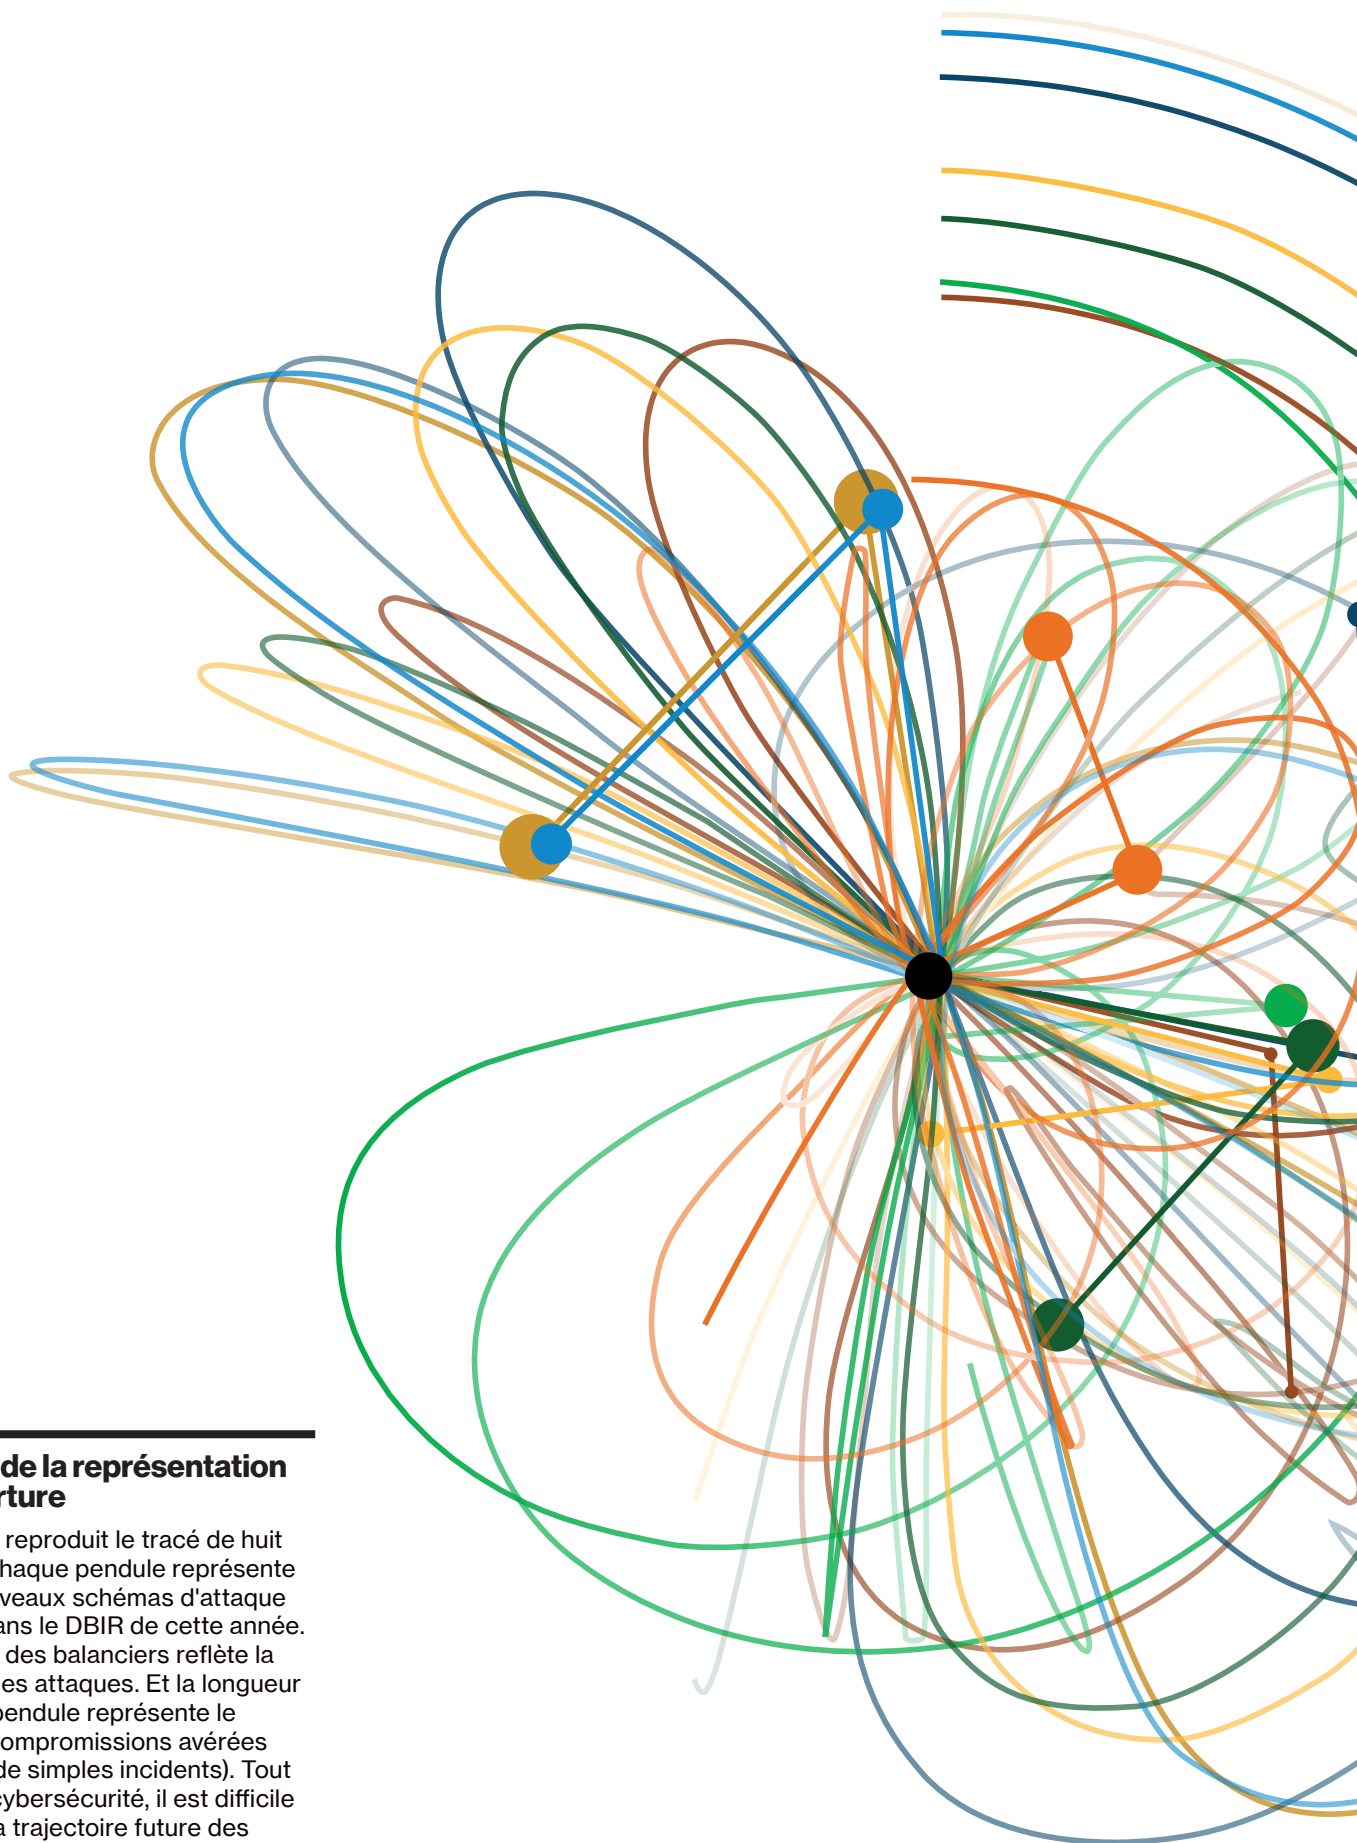 de la représentation
rture
reproduit le tracé de huit
haque pendule représente
veaux schémas d'attaque
ans le DBIR de cette année.
des balanciers reflète la
es attaques. Et la longueur
pendule représente le
ompromissions avérées
de simples incidents). Tout
cybersécurité, il est difficile
a trajectoire future des